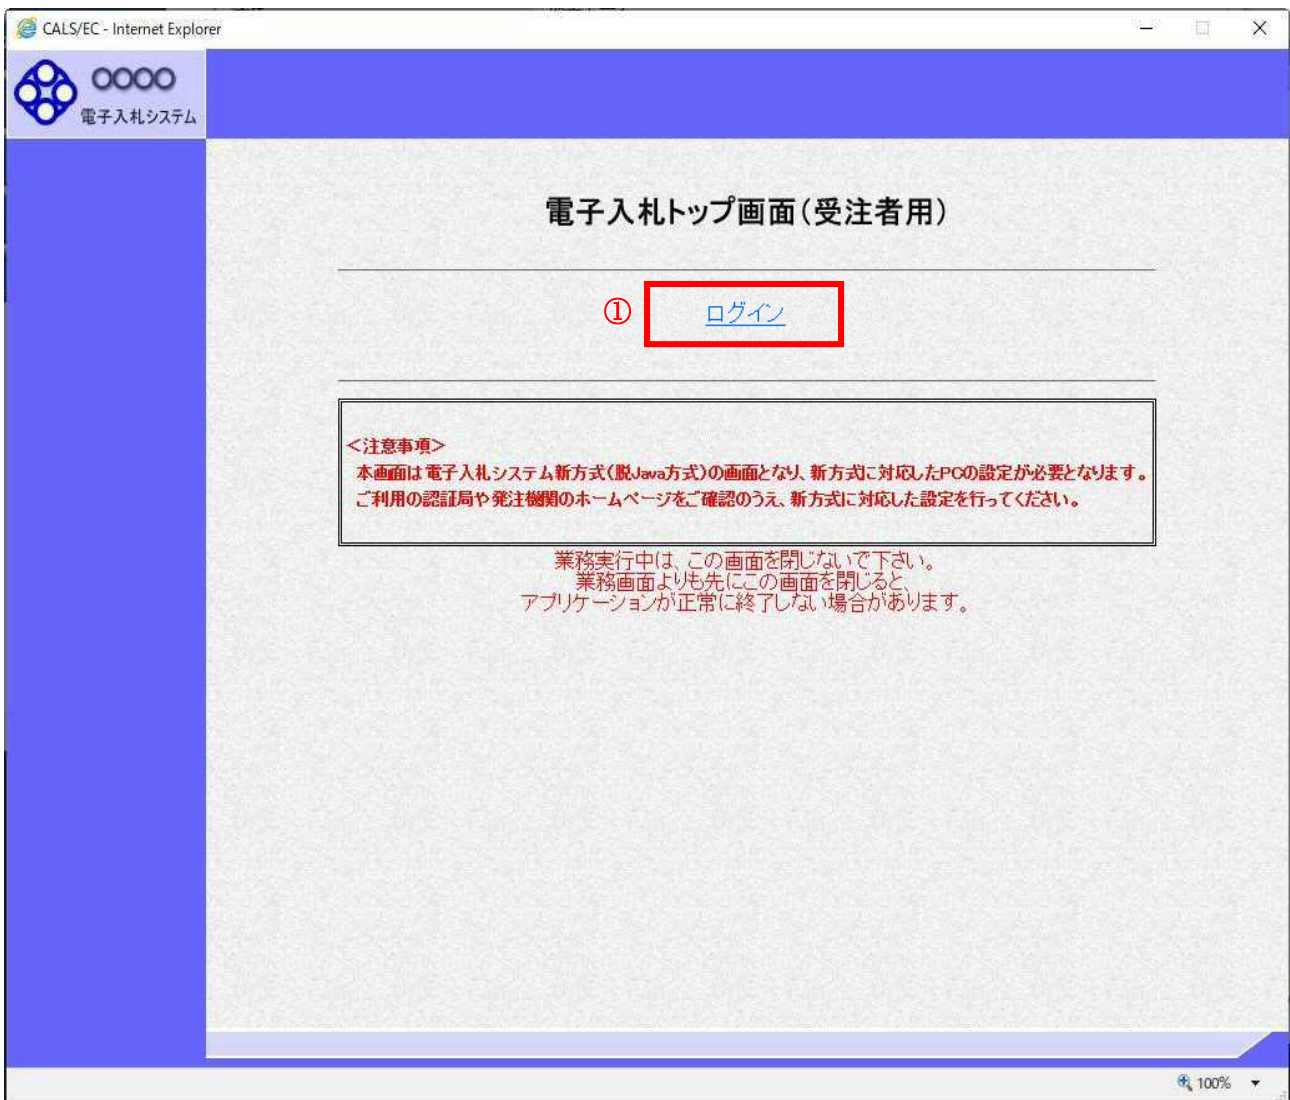 CALS/EC - Internet Explorer
○○○○
電子入札システム
電子入札トップ画面(受注者用)
① ログイン
＜注意事項＞
本画面は電子入札システム新方式(脱Java方式)の画面となり、新方式に対応したPCの設定が必要となります。
ご利用の認証局や発注機関のホームページをご確認のうえ、新方式に対応した設定を行ってください。
業務実行中は、この画面を閉じないで下さい。
業務画面よりも先にこの画面を閉じると、
アプリケーションが正常に終了しない場合があります。
100%